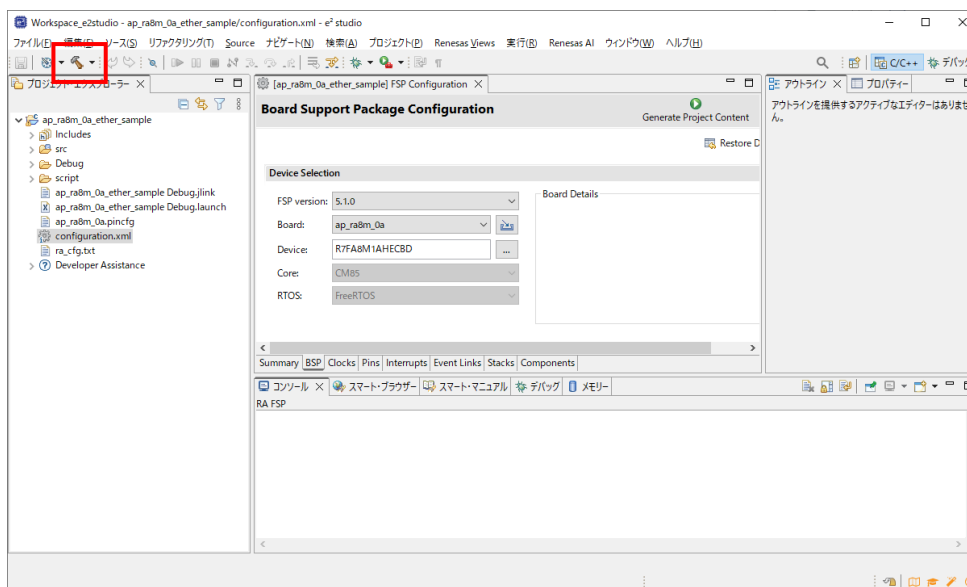 Workspace_e2studio - ap_ra8m_0a_ether_sample/configuration.xml - e² studio
ファイル(F) 編集(E) ソース(S) リファクタリング(T) Source ナビゲート(N) 検索(A) プロジェクト(P) Renesas Views 実行(R) Renesas AI ウィンドウ(W) ヘルプ(H)
C/C++ デバッグ
プロジェクト・エクスプローラー
ap_ra8m_0a_ether_sample
Includes
src
Debug
script
ap_ra8m_0a_ether_sample Debug.jlink
ap_ra8m_0a_ether_sample Debug.launch
ap_ra8m_0a.pincfg
configuration.xml
ra_cfg.txt
Developer Assistance
[ap_ra8m_0a_ether_sample] FSP Configuration
Board Support Package Configuration
Generate Project Content
Restore D
Device Selection
FSP version: 5.1.0
Board: ap_ra8m_0a
Device: R7FA8M1AHECBD
...
Core: CM85
RTOS: FreeRTOS
Board Details
Summary BSP Clocks Pins Interrupts Event Links Stacks Components
アウトライン プロパティー
アウトラインを提供するアクティブなエディターはありませ
ん。
コンソール スマート・ブラウザー スマート・マニュアル デバッグ メモリー
RA FSP